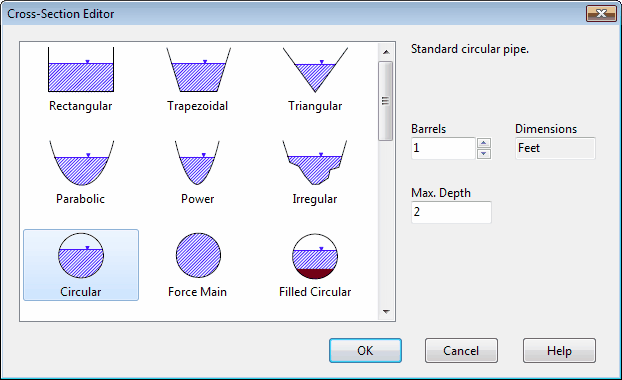 Cross-Section Editor
Standard circular pipe.
Rectangular Trapezoidal Triangular
Barrels Dimensions
1 Feet
Parabolic Power Irregular
Max. Depth
2
Circular Force Main Filled Circular
OK Cancel Help